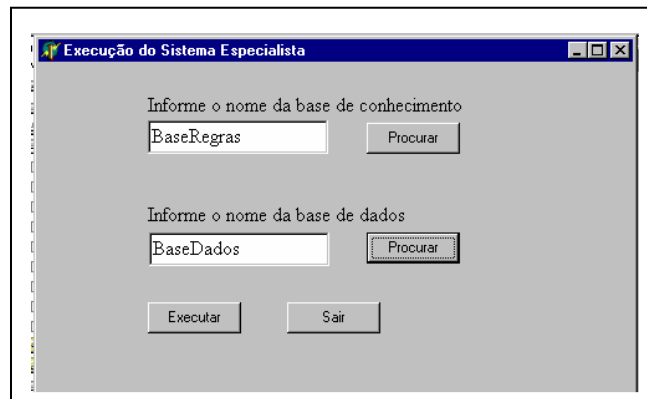 Execução do Sistema Especialista
Informe o nome da base de conhecimento
BaseRegras
Procurar
Informe o nome da base de dados
BaseDados
Procurar
Executar
Sair